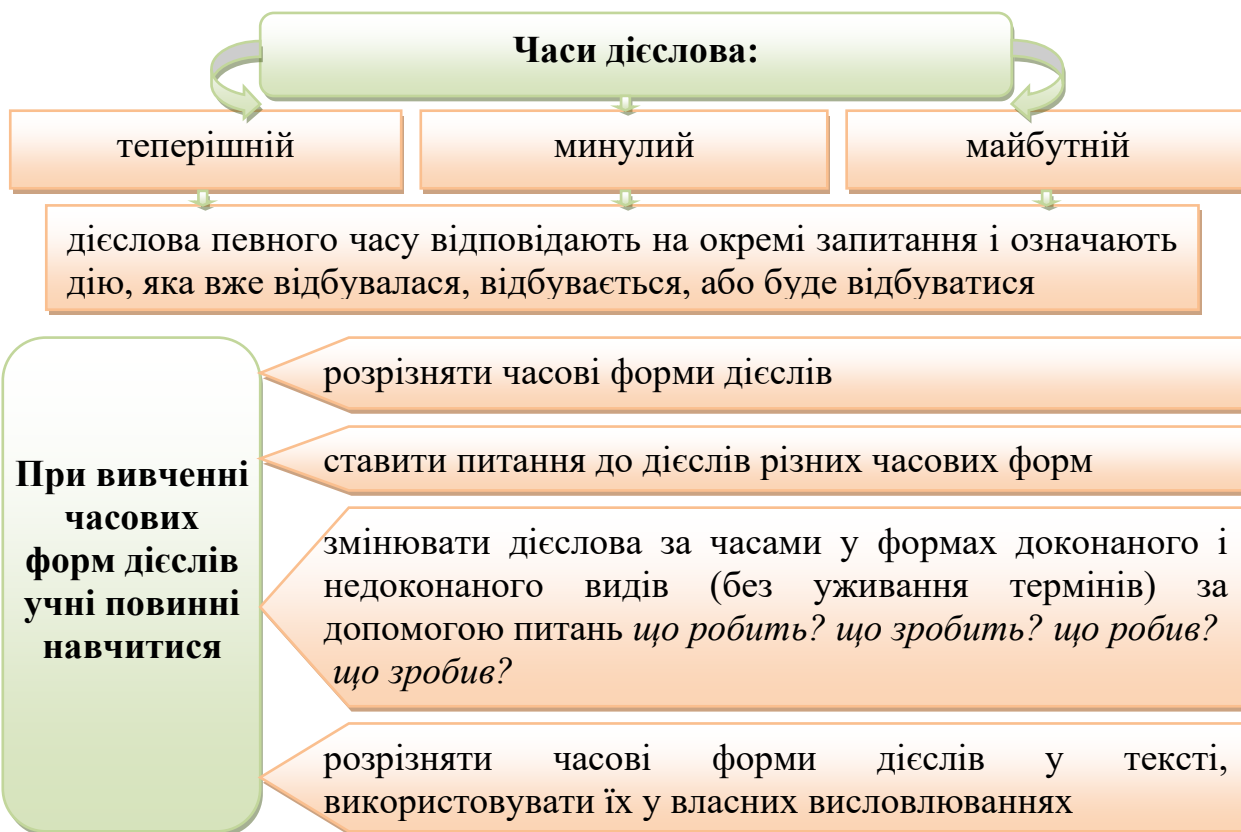 Часи дієслова:
теперішній
минулий
майбутній
дієслова певного часу відповідають на окремі запитання і означають
дію, яка вже відбувалася, відбувається, або буде відбуватися
При вивченні
часових
форм дієслів
учні повинні
навчитися
розрізняти часові форми дієслів
ставити питання до дієслів різних часових форм
змінювати дієслова за часами у формах доконаного і
недоконаного видів (без уживання термінів) за
допомогою питань що робить? що зробить? що робив?
що зробив?
розрізняти часові форми дієслів у тексті,
використовувати їх у власних висловлюваннях